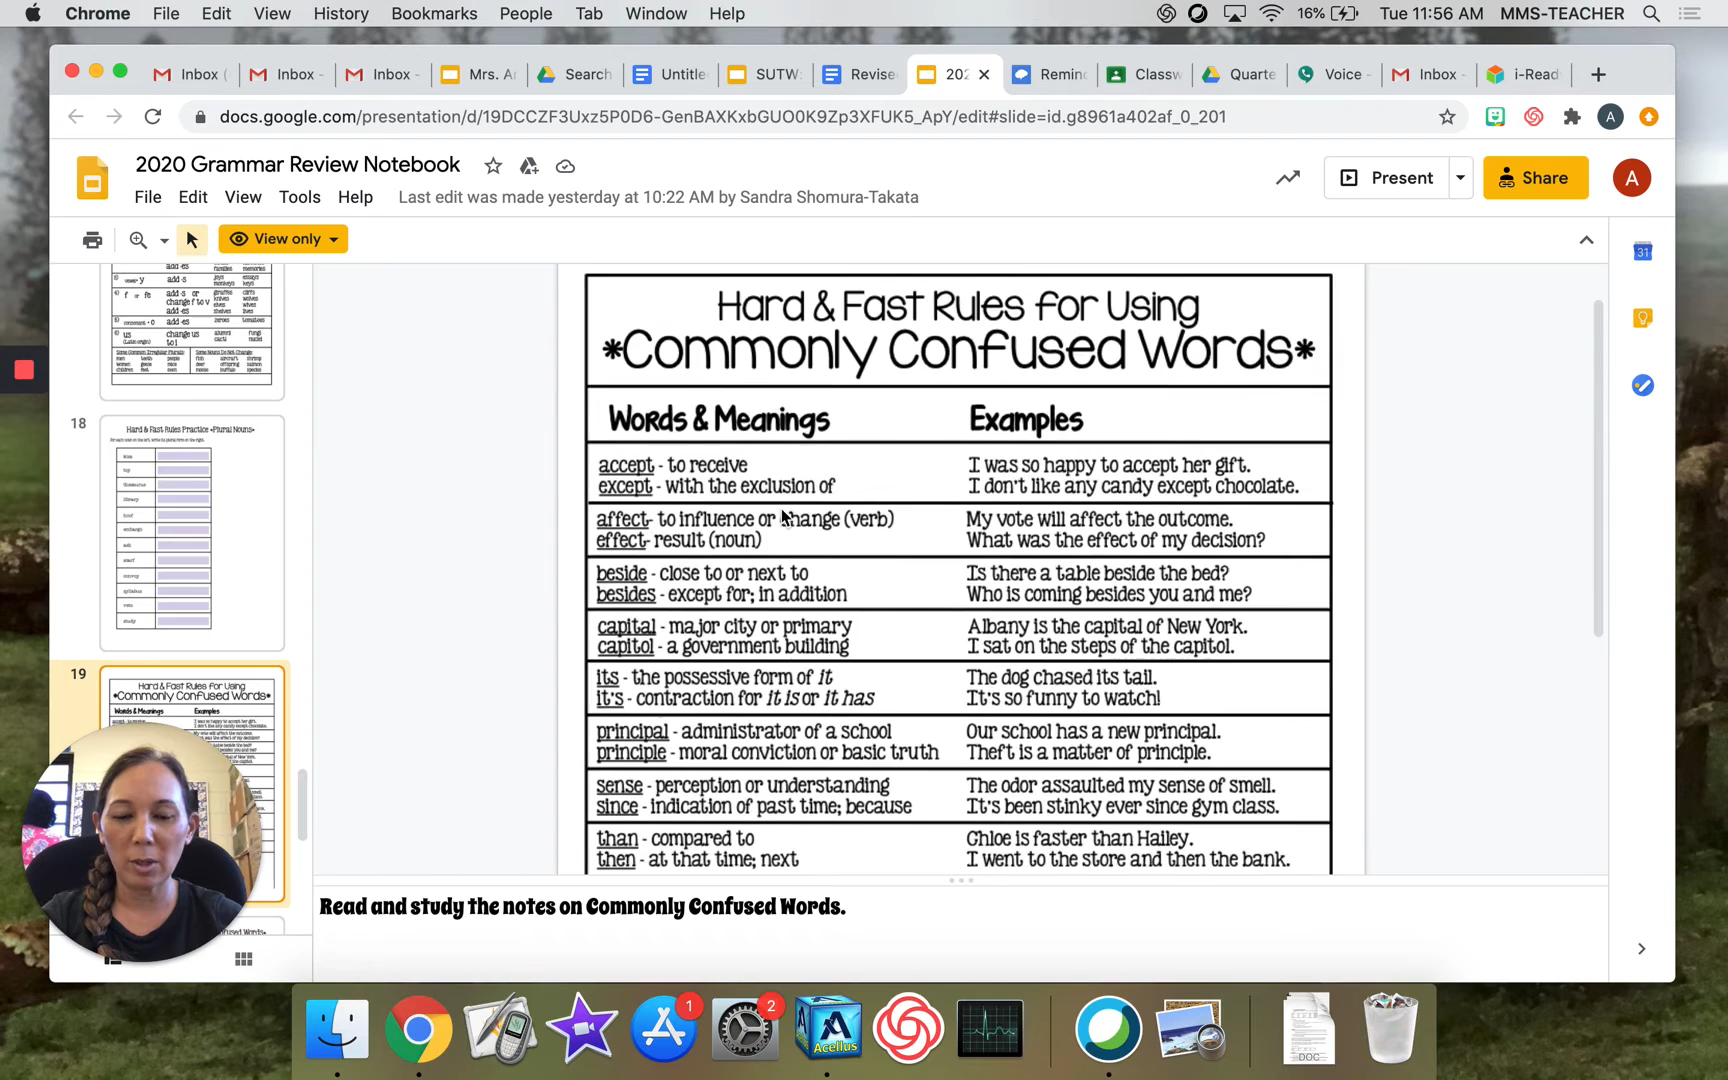 Chrome File Edit View History Bookmarks People Tab Window Help 16% Tue 11:56 AM MMS-TEACHER
Inbox ( Inbox - Inbox - Mrs. A Search Untitle SUTW: Revise 202 Remin Classw Quarte Voice - Inbox - i-Read
docs.google.com/presentation/d/19DCCZF3Uxz5P0D6-GenBAXKxbGUO0K9Zp3XFUK5_ApY/edit#slide=id.g8961a402af_0_201
2020 Grammar Review Notebook
File Edit View Tools Help Last edit was made yesterday at 10:22 AM by Sandra Shomura-Takata
Present Share A
View only
31
18
Hard & Fast Rules Practice *Plural Nouns*
19
Hard & Fast Rules for Using
*Commonly Confused Words*
Words & Meanings Examples
Hard & Fast Rules for Using
*Commonly Confused Words*
Words & Meanings Examples
accept - to receive I was so happy to accept her gift.
except - with the exclusion of I don't like any candy except chocolate.
affect- to influence or change (verb) My vote will affect the outcome.
effect- result (noun) What was the effect of my decision?
beside - close to or next to Is there a table beside the bed?
besides - except for; in addition Who is coming besides you and me?
capital - major city or primary Albany is the capital of New York.
capitol - a government building I sat on the steps of the capitol.
its - the possessive form of it The dog chased its tail.
it's - contraction for it is or it has It's so funny to watch!
principal - administrator of a school Our school has a new principal.
principle - moral conviction or basic truth Theft is a matter of principle.
sense - perception or understanding The odor assaulted my sense of smell.
since - indication of past time; because It's been stinky ever since gym class.
than - compared to Chloe is faster than Hailey.
then - at that time; next I went to the store and then the bank.
Read and study the notes on Commonly Confused Words.
1 2
Acellus
DOC